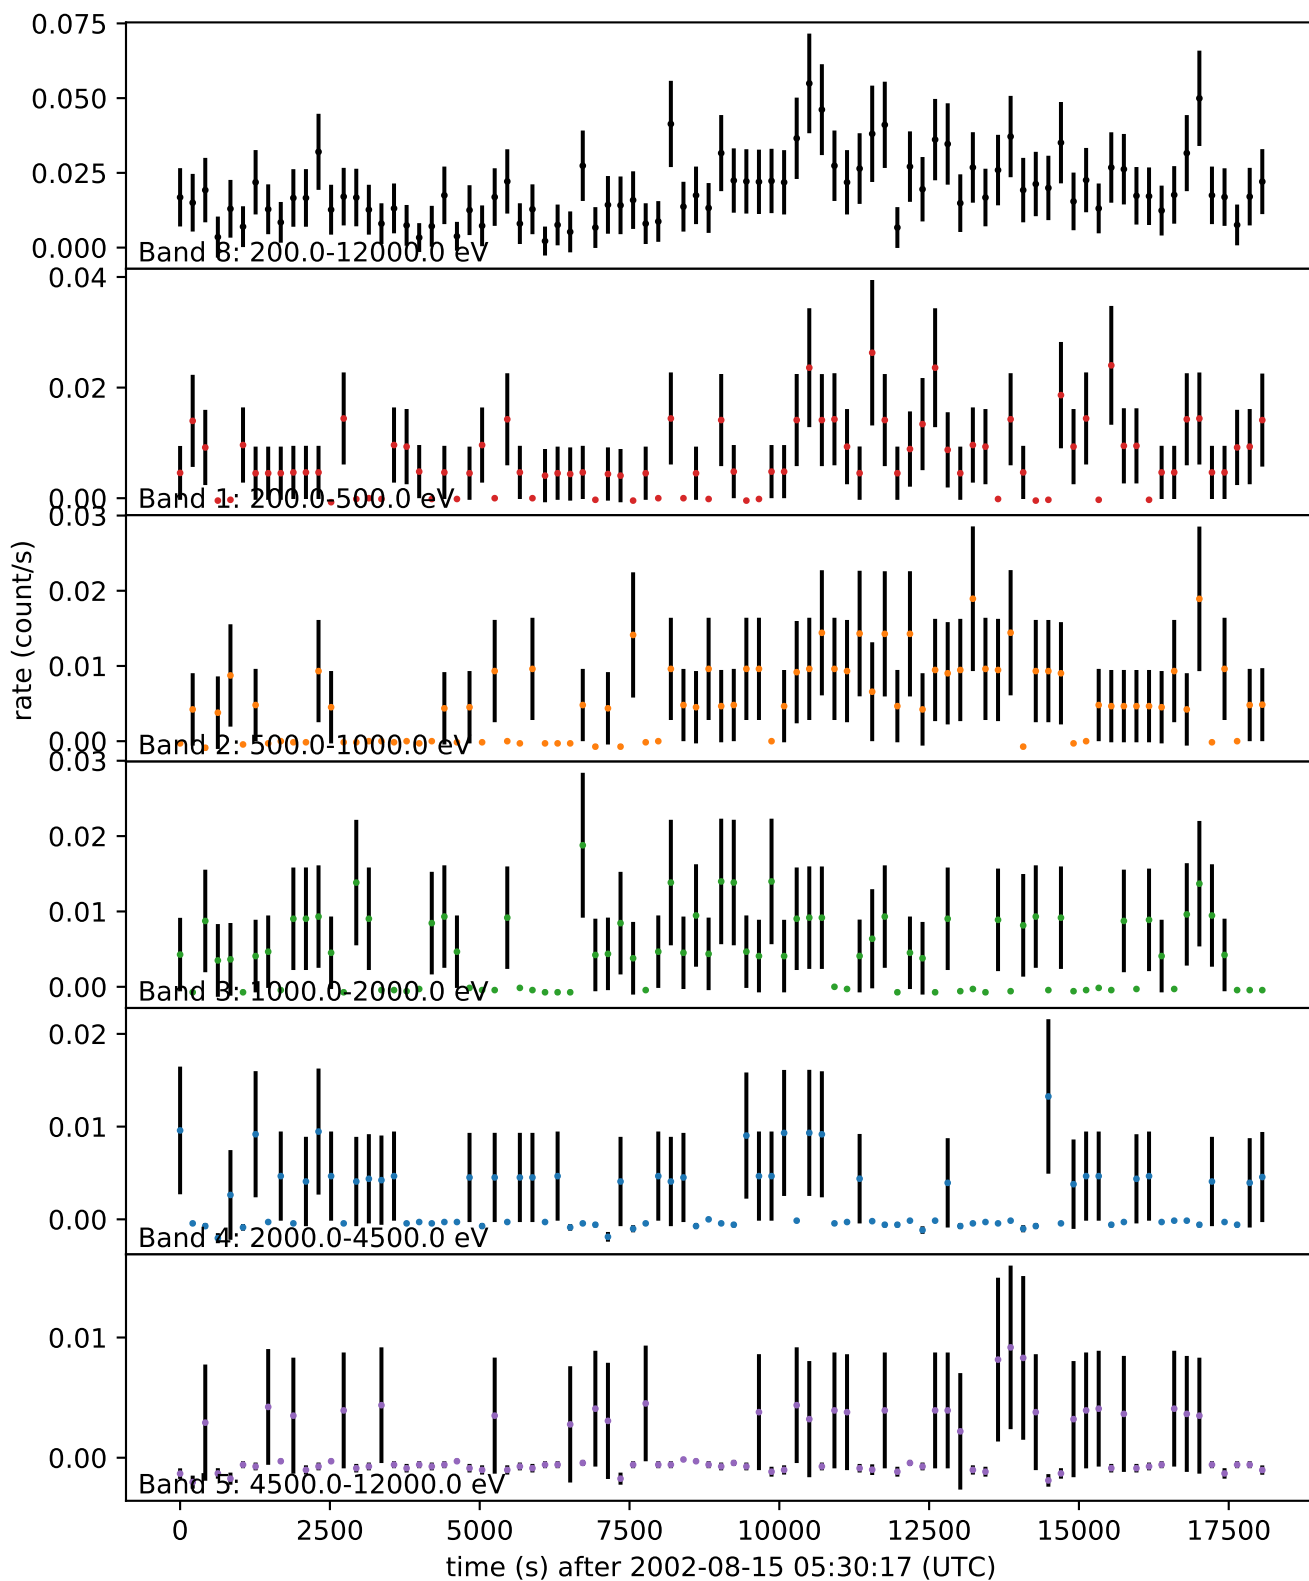 0.075
0.050
0.025
0.000
Band 8: 200.0-12000.0 eV
0.04
0.02
0.00
Band 1: 200.0-500.0 eV
0.03
0.02
0.01
0.00
Band 2: 500.0-1000.0 eV
rate (count/s)
0.03
0.02
0.01
0.00
Band 3: 1000.0-2000.0 eV
0.02
0.01
0.00
Band 4: 2000.0-4500.0 eV
0.01
0.00
Band 5: 4500.0-12000.0 eV
0 2500 5000 7500 10000 12500 15000 17500
time (s) after 2002-08-15 05:30:17 (UTC)